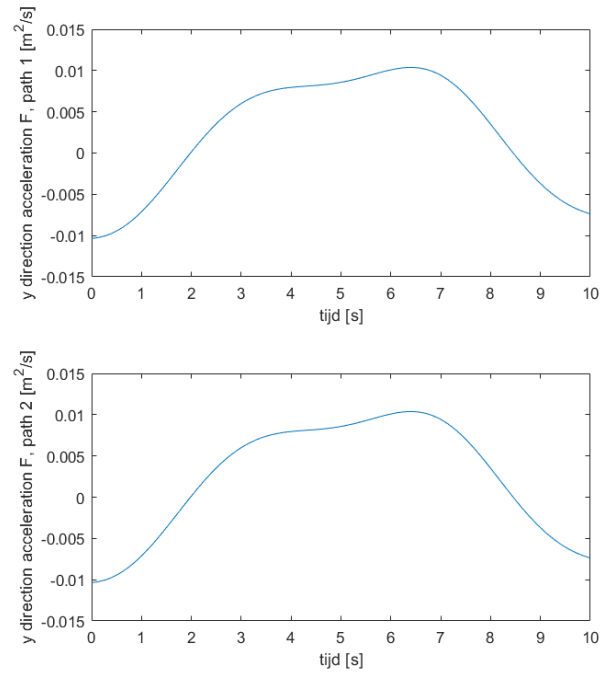 y direction acceleration F, path 1 [m²/s]
0.015
0.01
0.005
0
-0.005
-0.01
-0.015
0 1 2 3 4 5 6 7 8 9 10
tijd [s]
y direction acceleration F, path 2 [m²/s]
0.015
0.01
0.005
0
-0.005
-0.01
-0.015
0 1 2 3 4 5 6 7 8 9 10
tijd [s]